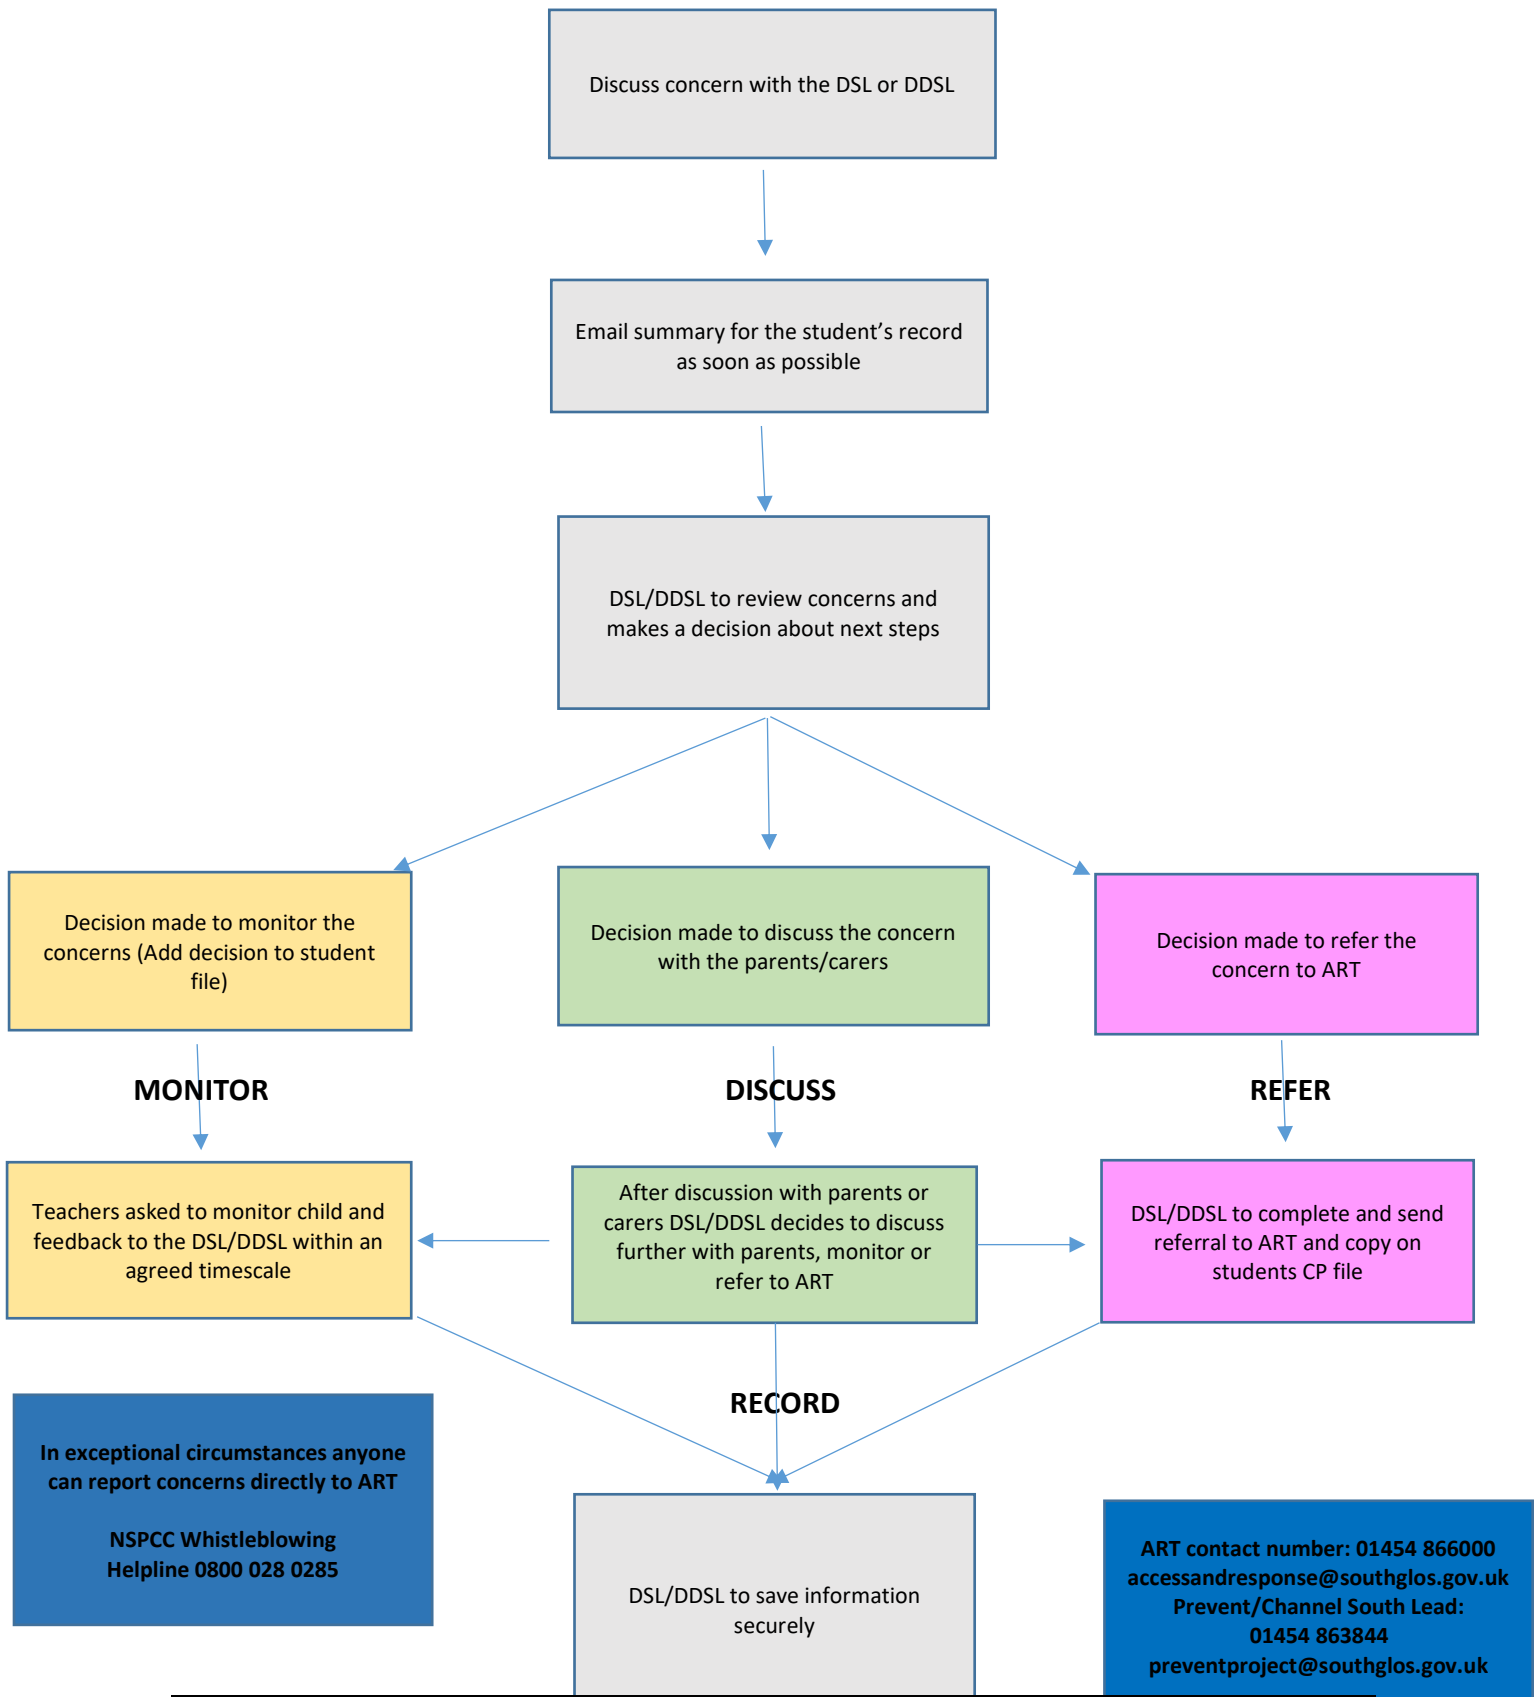 Discuss concern with the DSL or DDSL
Email summary for the student’s record
as soon as possible
DSL/DDSL to review concerns and
makes a decision about next steps
Decision made to monitor the
concerns (Add decision to student
file)
Decision made to discuss the concern
with the parents/carers
Decision made to refer the
concern to ART
MONITOR
DISCUSS
REFER
Teachers asked to monitor child and
feedback to the DSL/DDSL within an
agreed timescale
After discussion with parents or
carers DSL/DDSL decides to discuss
further with parents, monitor or
refer to ART
DSL/DDSL to complete and send
referral to ART and copy on
students CP file
RECORD
In exceptional circumstances anyone
can report concerns directly to ART
NSPCC Whistleblowing
Helpline 0800 028 0285
DSL/DDSL to save information
securely
ART contact number: 01454 866000
accessandresponse@southglos.gov.uk
Prevent/Channel South Lead:
01454 863844
preventproject@southglos.gov.uk